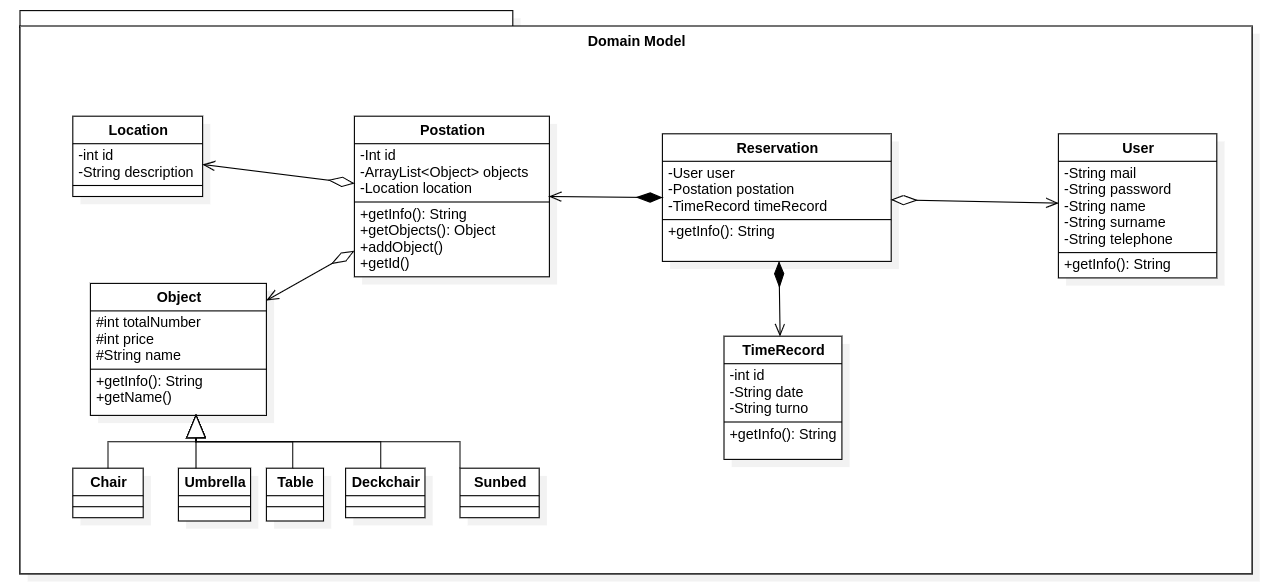 Domain Model
Location
-int id
-String description
Postation
-Int id
-ArrayList<Object> objects
-Location location
+getInfo(): String
+getObjects(): Object
+addObject()
+getId()
Reservation
-User user
-Postation postation
-TimeRecord timeRecord
+getInfo(): String
User
-String mail
-String password
-String name
-String surname
-String telephone
+getInfo(): String
Object
#int totalNumber
#int price
#String name
+getInfo(): String
+getName()
TimeRecord
-int id
-String date
-String turno
+getInfo(): String
Chair
Umbrella
Table
Deckchair
Sunbed